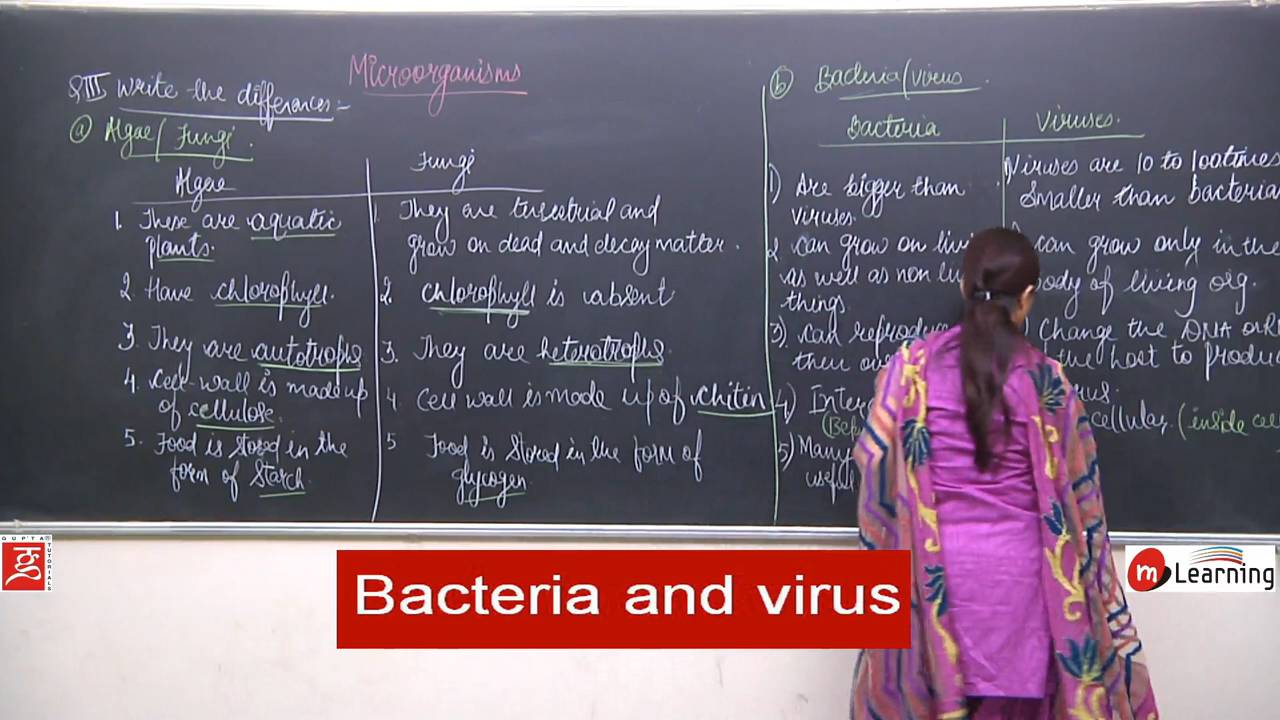 Microorganisms
QIII Write the differences:-
(a) Algae/Fungi.
Algae
Fungi
1. These are aquatic
plants.
1. They are terrestrial and
grow on dead and decay matter.
2. Have chlorophyll.
2. chlorophyll is absent
3. They are autotrophs
3. They are heterotrophs.
4. Cell-wall is made up
of cellulose.
4. Cell wall is made up of chitin
5. Food is stored in the
form of starch.
5 Food is stored in the form of
glycogen.
(b) Bacteria/virus.
Bacteria
Viruses.
1) Are bigger than
viruses.
Viruses are 10 to 100 times
smaller than bacteria
2. can grow on
as well as non
things.
can grow only in the
body of living org.
3) can
then
change the DNA or
the host to
4)
cellular. (inside
5) Many
useful
Bacteria and virus
GUPTA
TUTORIALS
m Learning